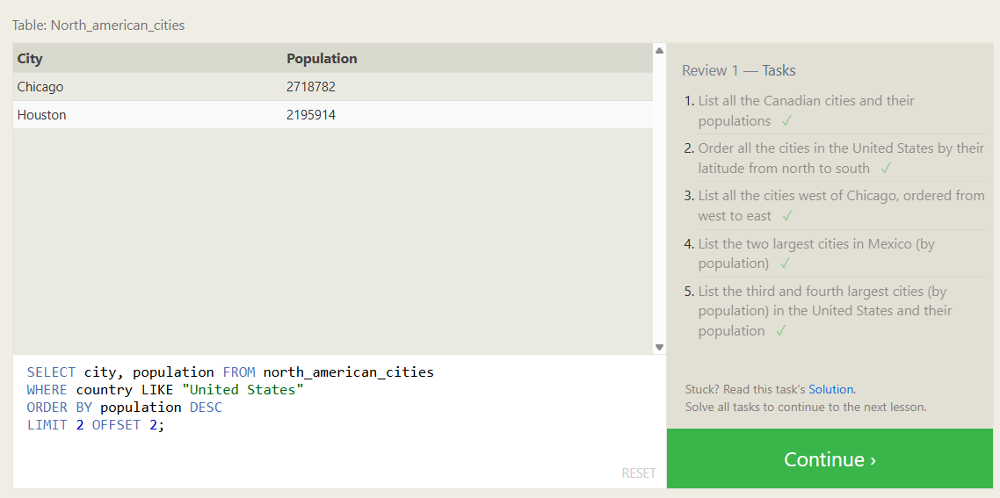 Table: North_american_cities
City Population
Chicago 2718782
Houston 2195914
SELECT city, population FROM north_american_cities
WHERE country LIKE "United States"
ORDER BY population DESC
LIMIT 2 OFFSET 2;
RESET
Review 1 — Tasks
1. List all the Canadian cities and their
populations ✓
2. Order all the cities in the United States by their
latitude from north to south ✓
3. List all the cities west of Chicago, ordered from
west to east ✓
4. List the two largest cities in Mexico (by
population) ✓
5. List the third and fourth largest cities (by
population) in the United States and their
population ✓
Stuck? Read this task's Solution.
Solve all tasks to continue to the next lesson.
Continue ›